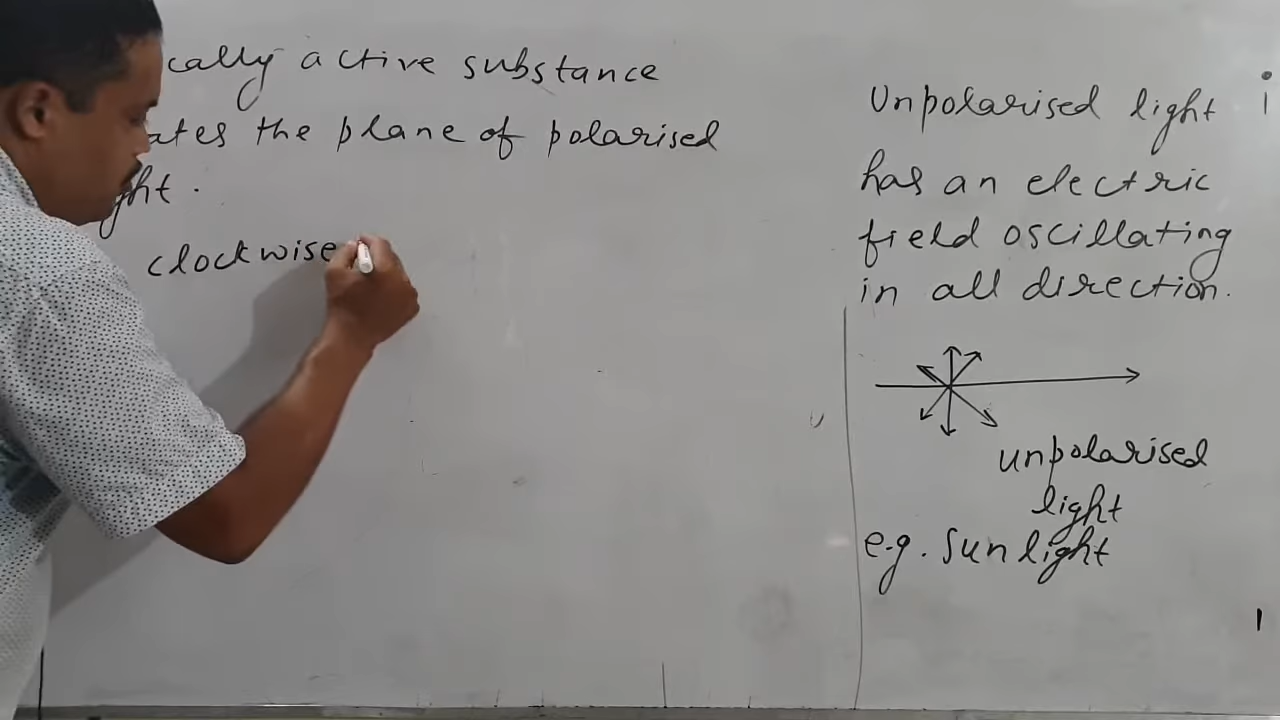 cally active substance
ates the plane of polarised
ght.
clockwise
Unpolarised light
has an electric
field oscillating
in all direction.
unpolarised
light
e.g. Sunlight